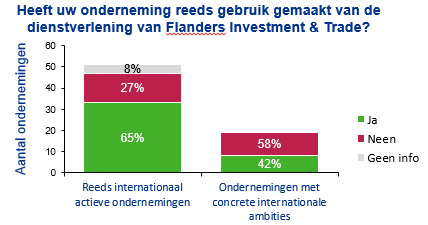 Heeft uw onderneming reeds gebruik gemaakt van de
dienstverlening van Flanders Investment & Trade?
Aantal ondernemingen
60
50
40
30
20
10
0
8%
27%
65%
58%
42%
Reeds internationaal
actieve ondernemingen
Ondernemingen met
concrete internationale
ambities
Ja
Neen
Geen info